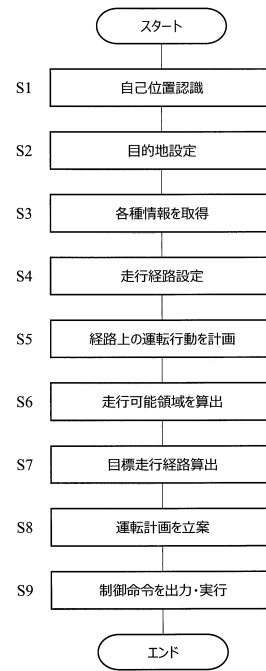 スタート
S1 自己位置認識
S2 目的地設定
S3 各種情報を取得
S4 走行経路設定
S5 経路上の運転行動を計画
S6 走行可能領域を算出
S7 目標走行経路算出
S8 運転計画を立案
S9 制御命令を出力・実行
エンド